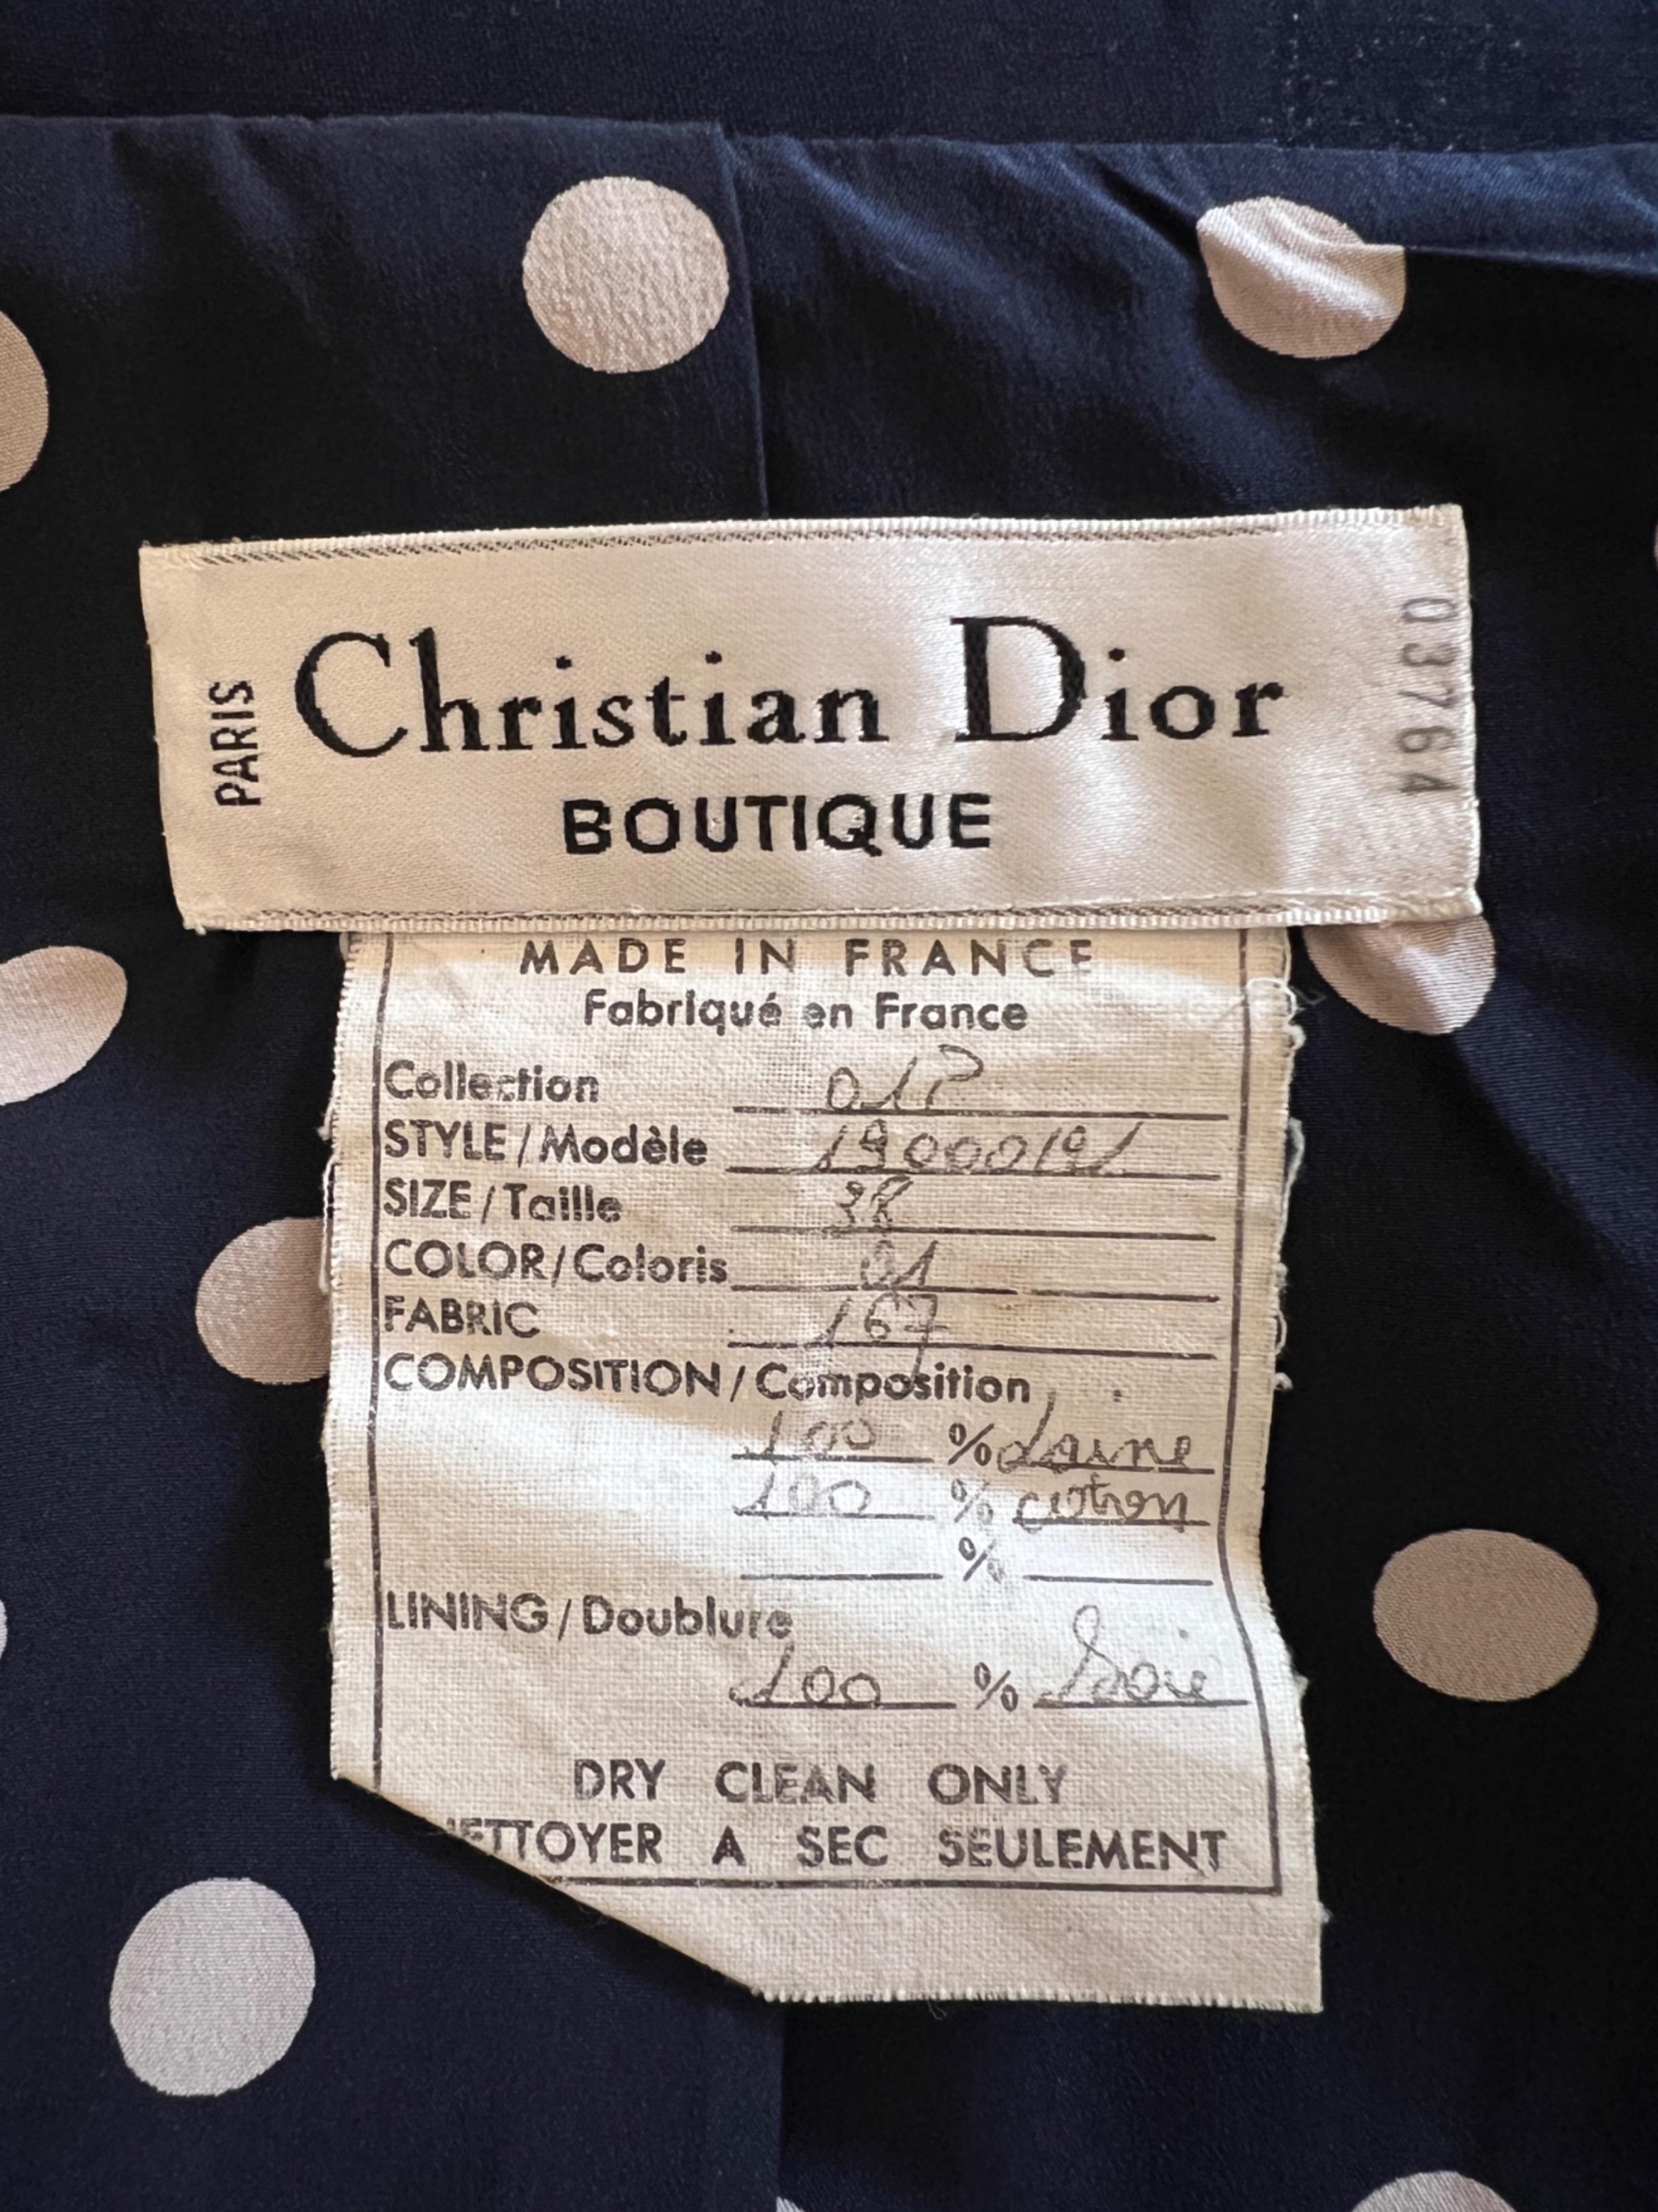 PARIS
Christian Dior
BOUTIQUE
03764
MADE IN FRANCE
Fabriqué en France
Collection 01P
STYLE/Modèle
SIZE/Taille 38
COLOR/Coloris 01
FABRIC 167
COMPOSITION/Composition
100 % Laine
100 % coton
%
LINING/Doublure
100 % Soie
DRY CLEAN ONLY
NETTOYER A SEC SEULEMENT